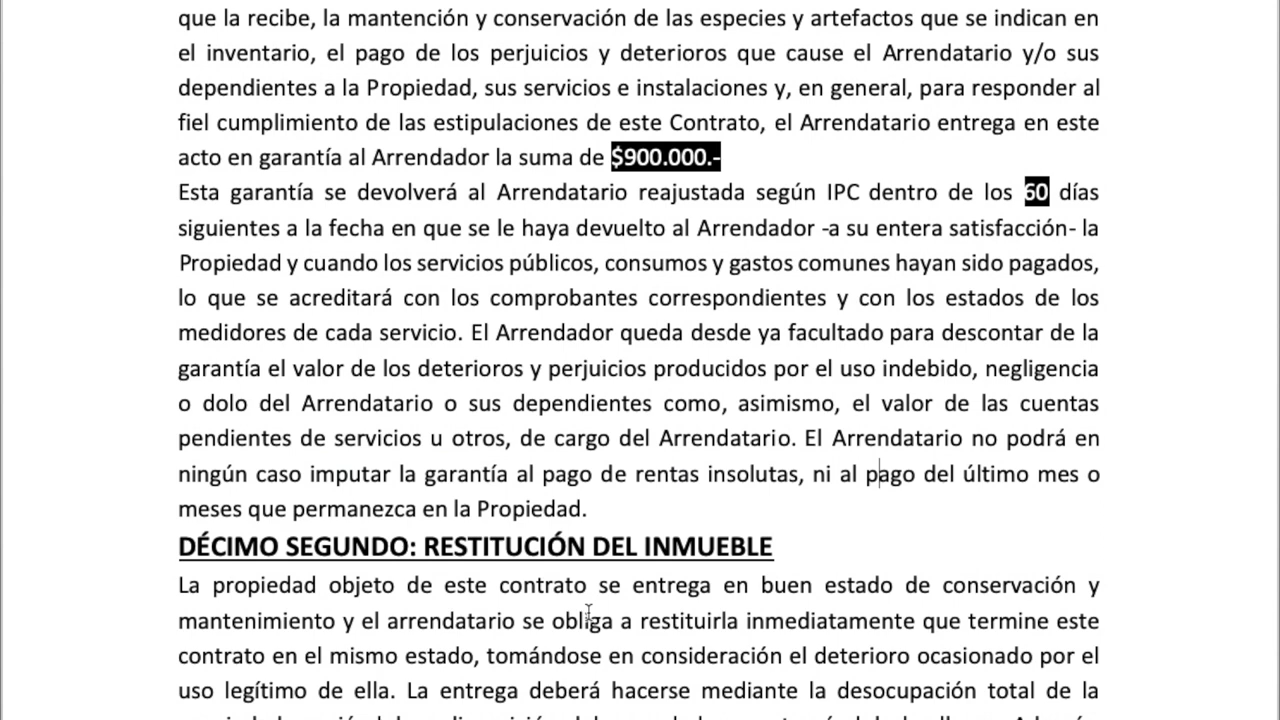 que la recibe, la mantención y conservación de las especies y artefactos que se indican en
el inventario, el pago de los perjuicios y deterioros que cause el Arrendatario y/o sus
dependientes a la Propiedad, sus servicios e instalaciones y, en general, para responder al
fiel cumplimiento de las estipulaciones de este Contrato, el Arrendatario entrega en este
acto en garantía al Arrendador la suma de $900.000.-
Esta garantía se devolverá al Arrendatario reajustada según IPC dentro de los 60 días
siguientes a la fecha en que se le haya devuelto al Arrendador -a su entera satisfacción- la
Propiedad y cuando los servicios públicos, consumos y gastos comunes hayan sido pagados,
lo que se acreditará con los comprobantes correspondientes y con los estados de los
medidores de cada servicio. El Arrendador queda desde ya facultado para descontar de la
garantía el valor de los deterioros y perjuicios producidos por el uso indebido, negligencia
o dolo del Arrendatario o sus dependientes como, asimismo, el valor de las cuentas
pendientes de servicios u otros, de cargo del Arrendatario. El Arrendatario no podrá en
ningún caso imputar la garantía al pago de rentas insolutas, ni al pago del último mes o
meses que permanezca en la Propiedad.
DÉCIMO SEGUNDO: RESTITUCIÓN DEL INMUEBLE
La propiedad objeto de este contrato se entrega en buen estado de conservación y
mantenimiento y el arrendatario se obliga a restituirla inmediatamente que termine este
contrato en el mismo estado, tomándose en consideración el deterioro ocasionado por el
uso legítimo de ella. La entrega deberá hacerse mediante la desocupación total de la